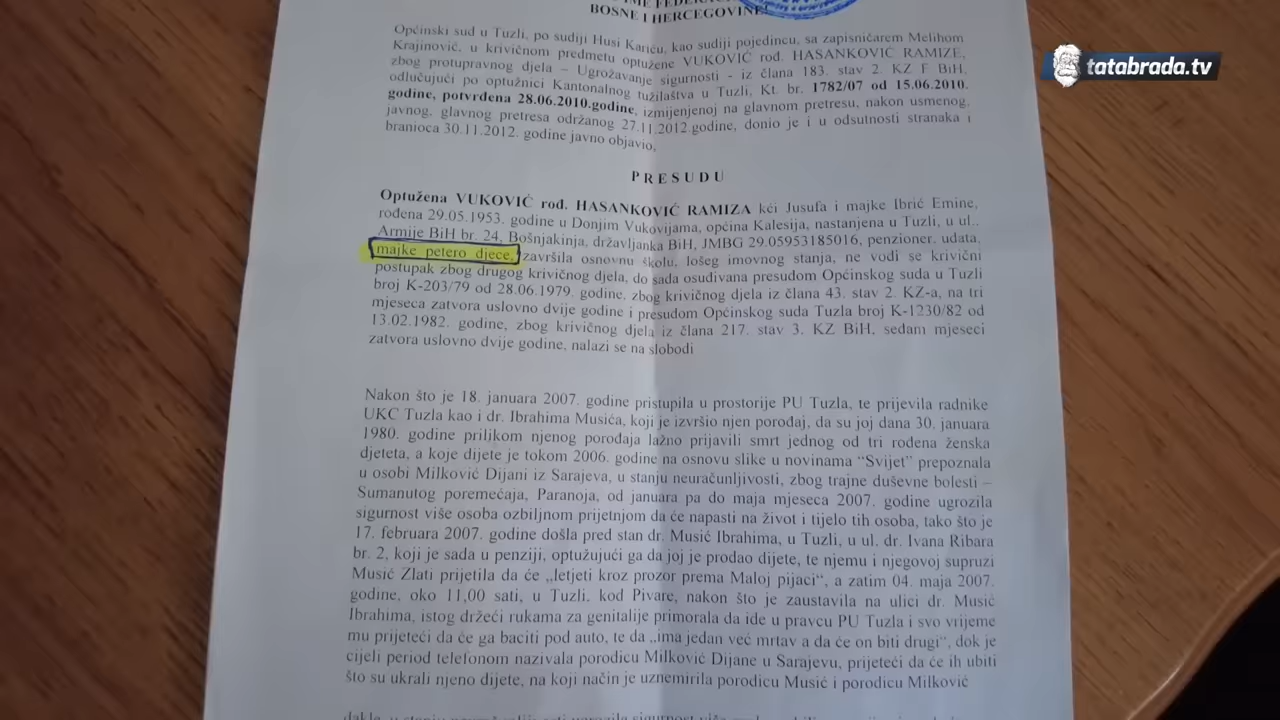 BOSNE I HERCEGOVINE
tatabrada.tv
Općinski sud u Tuzli, po sudiji Husi Kariću, kao sudiji pojedincu, sa zapisničarem Melihom
Krajinović, u krivičnom predmetu optužene VUKOVIĆ rođ. HASANKOVIĆ RAMIZE,
zbog protupravnog djela – Ugrožavanje sigurnosti - iz člana 183. stav 2. KZ F BiH,
odlučujući po optužnici Kantonalnog tužilaštva u Tuzli, Kt. br. 1782/07 od 15.06.2010.
godine, potvrđena 28.06.2010.godine, izmijenjenoj na glavnom pretresu, nakon usmenog,
javnog, glavnog pretresa održanog 27.11.2012.godine, donio je i u odsutnosti stranaka i
branioca 30.11.2012. godine javno objavio,
P R E S U D U
Optužena VUKOVIĆ rođ. HASANKOVIĆ RAMIZA kći Jusufa i majke Ibrić Emine,
rođena 29.05.1953. godine u Donjim Vukovijama, općina Kalesija, nastanjena u Tuzli, u ul..
Armije BiH br. 24, Bošnjakinja, državljanka BiH, JMBG 29.05953185016, penzioner, udata,
majke petero djece, završila osnovnu školu, lošeg imovnog stanja, ne vodi se krivični
postupak zbog drugog krivičnog djela, do sada osuđivana presudom Općinskog suda u Tuzli
broj K-203/79 od 28.06.1979. godine, zbog krivičnog djela iz člana 43. stav 2. KZ-a, na tri
mjeseca zatvora uslovno dvije godine i presudom Općinskog suda Tuzla broj K-1230/82 od
13.02.1982. godine, zbog krivičnog djela iz člana 217. stav 3. KZ BiH, sedam mjeseci
zatvora uslovno dvije godine, nalazi se na slobodi
Nakon što je 18. januara 2007. godine pristupila u prostorije PU Tuzla, te prijevila radnike
UKC Tuzla kao i dr. Ibrahima Musića, koji je izvršio njen porođaj, da su joj dana 30. januara
1980. godine prilikom njenog porođaja lažno prijavili smrt jednog od tri rođena ženska
djeteta, a koje dijete je tokom 2006. godine na osnovu slike u novinama “Svijet” prepoznala
u osobi Milković Dijani iz Sarajeva, u stanju neuračunljivosti, zbog trajne duševne bolesti –
Sumanutog poremećaja, Paranoja, od januara pa do maja mjeseca 2007. godine ugrozila
sigurnost više osoba ozbiljnom prijetnjom da će napasti na život i tijelo tih osoba, tako što je
17. februara 2007. godine došla pred stan dr. Musić Ibrahima, u Tuzli, u ul. dr. Ivana Ribara
br. 2, koji je sada u penziji, optužujući ga da joj je prodao dijete, te njemu i njegovoj supruzi
Musić Zlati prijetila da će „letjeti kroz prozor prema Maloj pijaci“, a zatim 04. maja 2007.
godine, oko 11,00 sati, u Tuzli, kod Pivare, nakon što je zaustavila na ulici dr. Musić
Ibrahima, istog držeći rukama za genitalije primorala da ide u pravcu PU Tuzla i svo vrijeme
mu prijeteći da će ga baciti pod auto, te da „ima jedan već mrtav a da će on biti drugi“, dok je
cijeli period telefonom nazivala porodicu Milković Dijane u Sarajevu, prijeteći da će ih ubiti
što su ukrali njeno dijete, na koji način je uznemirila porodicu Musić i porodicu Milković